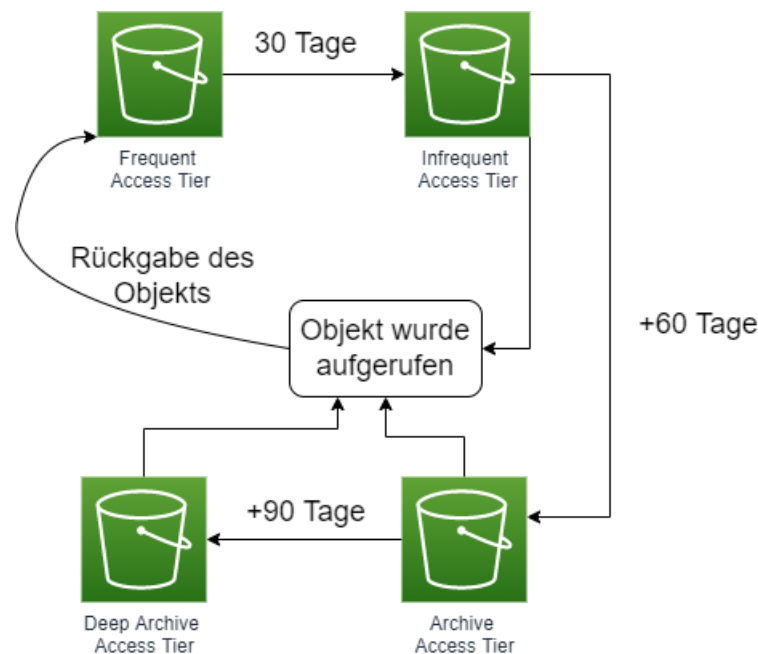 30 Tage
Frequent
Access Tier
Infrequent
Access Tier
Rückgabe des
Objekts
Objekt wurde
aufgerufen
+60 Tage
+90 Tage
Deep Archive
Access Tier
Archive
Access Tier